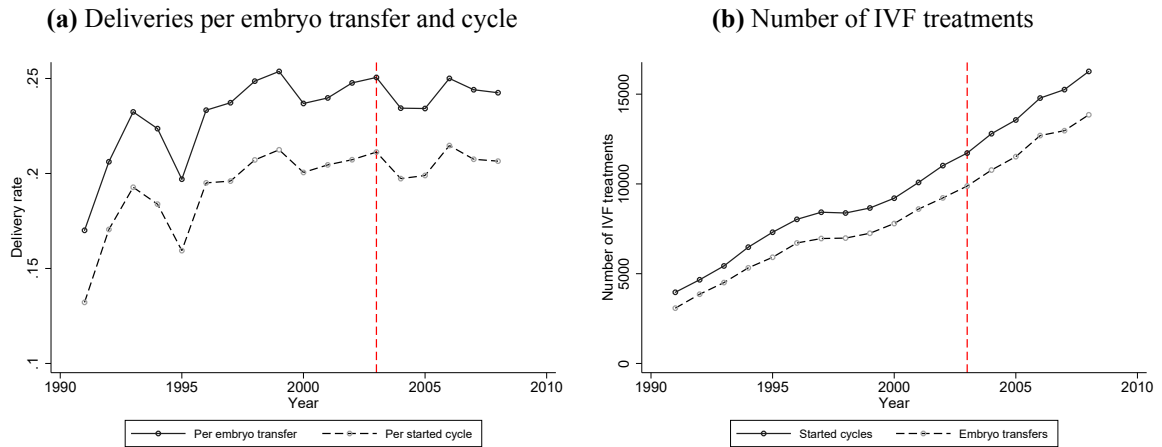 (a) Deliveries per embryo transfer and cycle
Delivery rate
.25
.2
.15
.1
1990 1995 2000 2005 2010
Year
Per embryo transfer Per started cycle
(b) Number of IVF treatments
Number of IVF treatments
15000
10000
5000
0
1990 1995 2000 2005 2010
Year
Started cycles Embryo transfers